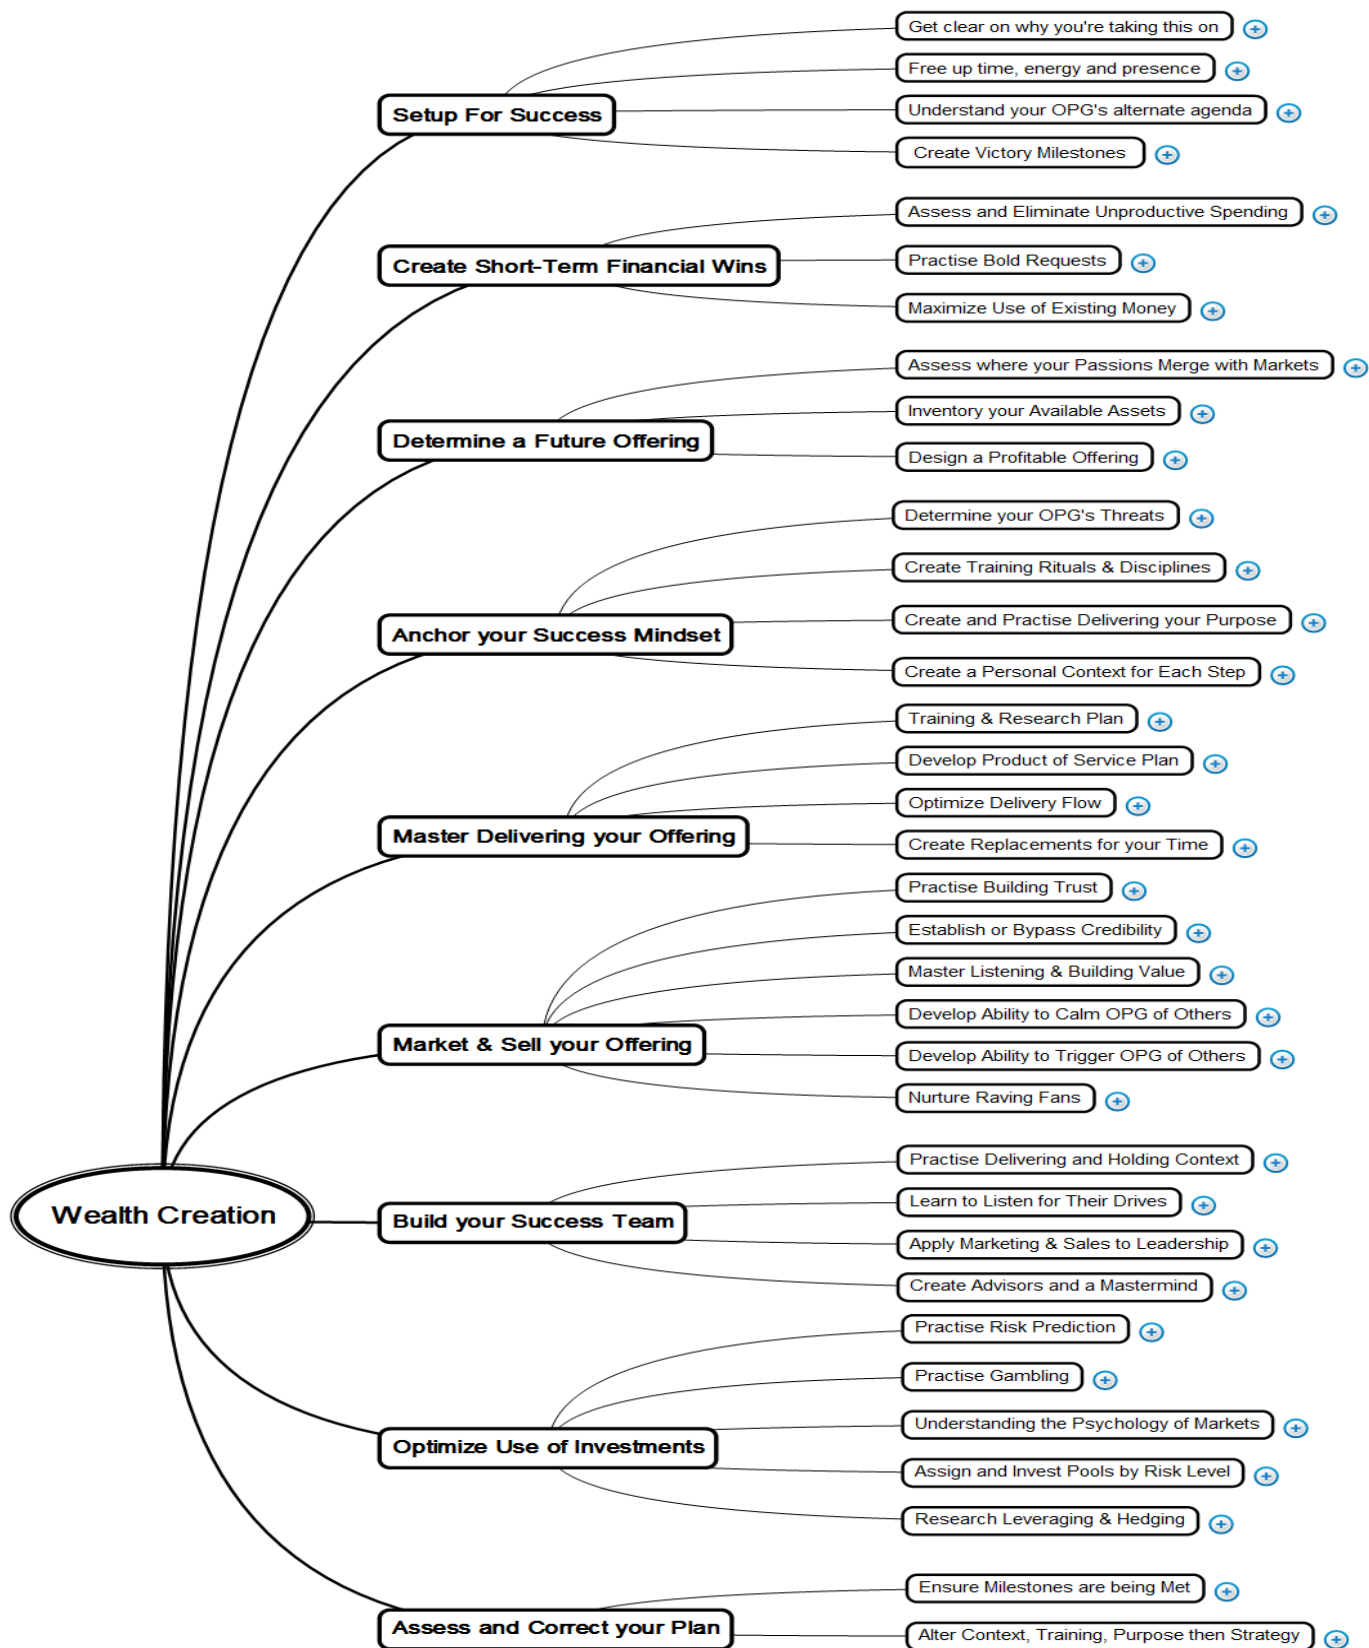 Get clear on why you're taking this on
Free up time, energy and presence
Setup For Success
Understand your OPG's alternate agenda
Create Victory Milestones
Assess and Eliminate Unproductive Spending
Create Short-Term Financial Wins
Practise Bold Requests
Maximize Use of Existing Money
Assess where your Passions Merge with Markets
Inventory your Available Assets
Determine a Future Offering
Design a Profitable Offering
Determine your OPG's Threats
Create Training Rituals & Disciplines
Anchor your Success Mindset
Create and Practise Delivering your Purpose
Create a Personal Context for Each Step
Training & Research Plan
Develop Product of Service Plan
Optimize Delivery Flow
Master Delivering your Offering
Create Replacements for your Time
Practise Building Trust
Establish or Bypass Credibility
Master Listening & Building Value
Develop Ability to Calm OPG of Others
Market & Sell your Offering
Develop Ability to Trigger OPG of Others
Nurture Raving Fans
Practise Delivering and Holding Context
Learn to Listen for Their Drives
Wealth Creation
Build your Success Team
Apply Marketing & Sales to Leadership
Create Advisors and a Mastermind
Practise Risk Prediction
Practise Gambling
Understanding the Psychology of Markets
Optimize Use of Investments
Assign and Invest Pools by Risk Level
Research Leveraging & Hedging
Ensure Milestones are being Met
Assess and Correct your Plan
Alter Context, Training, Purpose then Strategy